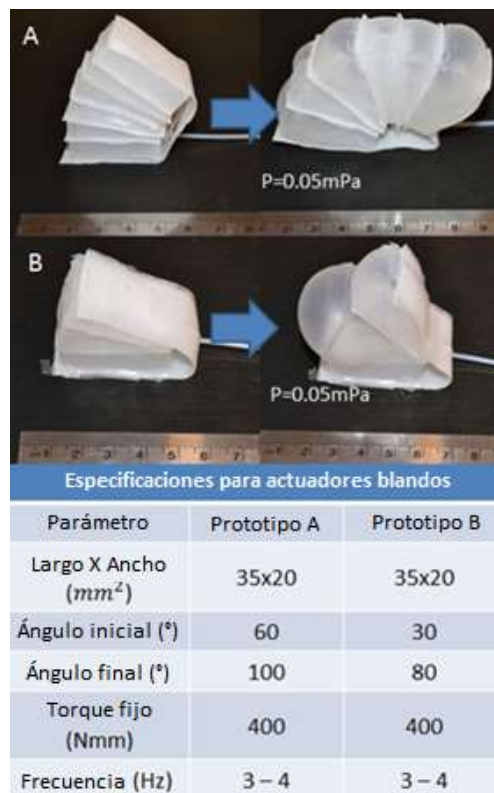 A
P=0.05mPa
B
P=0.05mPa
Especificaciones para actuadores blandos
Parámetro Prototipo A Prototipo B
Largo X Ancho (mm²) 35x20 35x20
Ángulo inicial (°) 60 30
Ángulo final (°) 100 80
Torque fijo (Nmm) 400 400
Frecuencia (Hz) 3 – 4 3 – 4